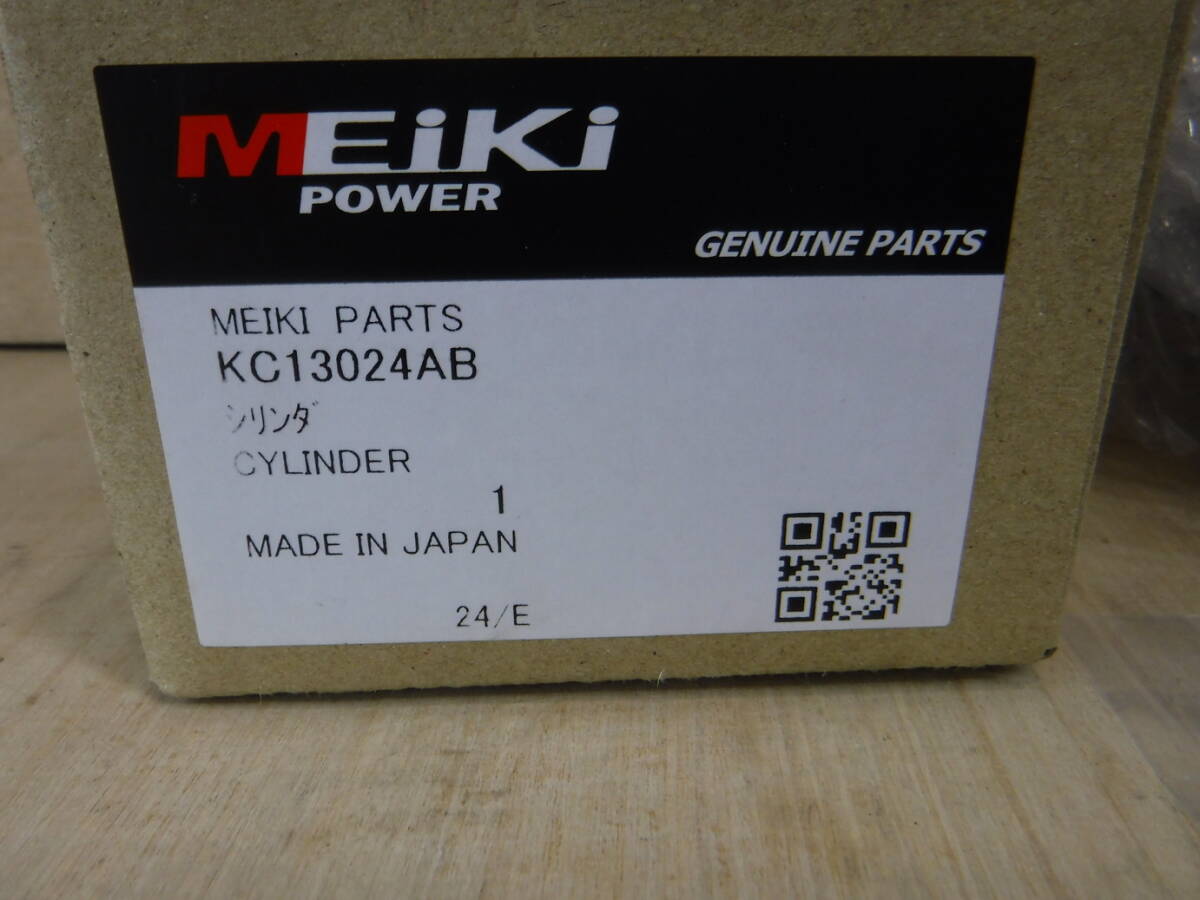 MEiKi
POWER
GENUINE PARTS
MEIKI PARTS
KC13024AB
シリンダ
CYLINDER
1
MADE IN JAPAN
24/E